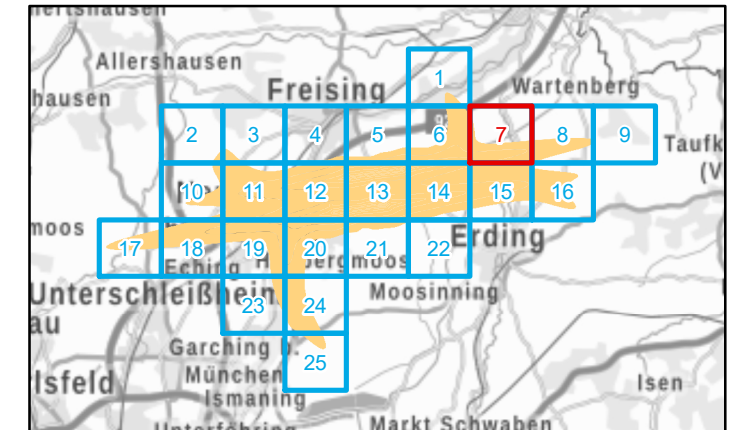 Allershausen
1
Freising
Wartenberg
hausen
2 3 4 5 6 7 8 9
Taufk
(V
10 11 12 13 14 15 16
moos
17 18 19 20 21 22
Erding
Eching
Unterschleißhein
Moosinning
23 24
au
Garching b.
25
München
Ismaning
lsfeld
Isen
Markt Schwaben